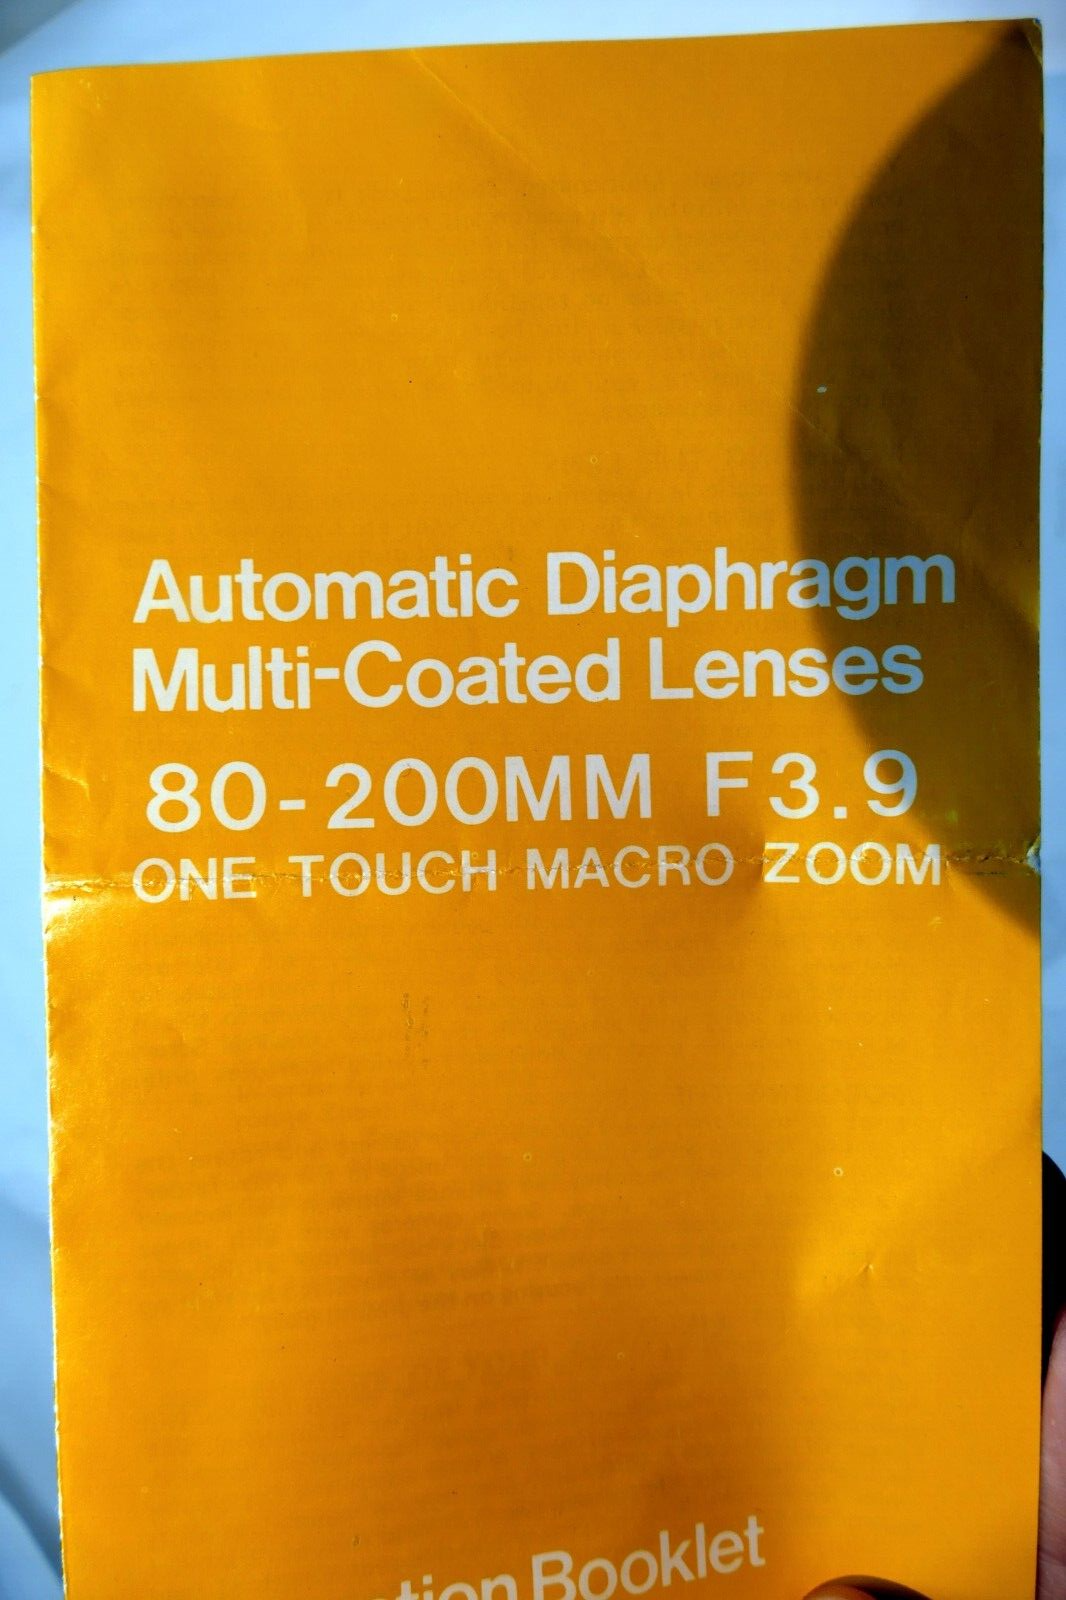 Automatic Diaphragm
Multi-Coated Lenses
80-200MM F3.9
ONE TOUCH MACRO ZOOM
Booklet